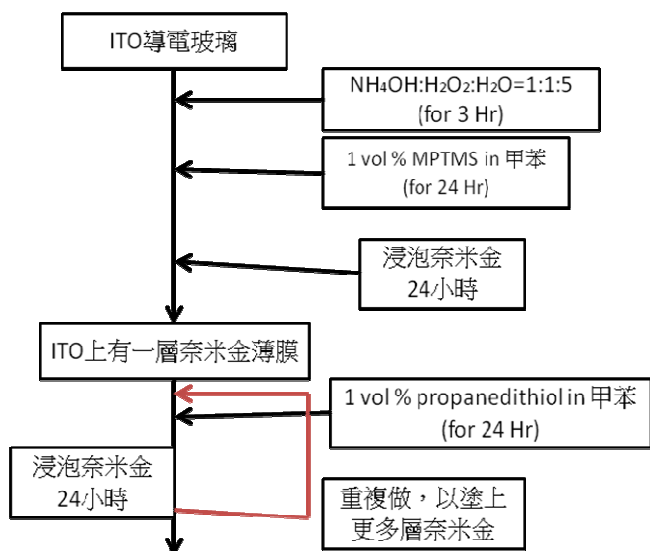 ITO導電玻璃
NH₄OH:H₂O₂:H₂O=1:1:5
(for 3 Hr)
1 vol % MPTMS in 甲苯
(for 24 Hr)
浸泡奈米金
24小時
ITO上有一層奈米金薄膜
1 vol % propanedithiol in 甲苯
(for 24 Hr)
浸泡奈米金
24小時
重複做，以塗上
更多層奈米金